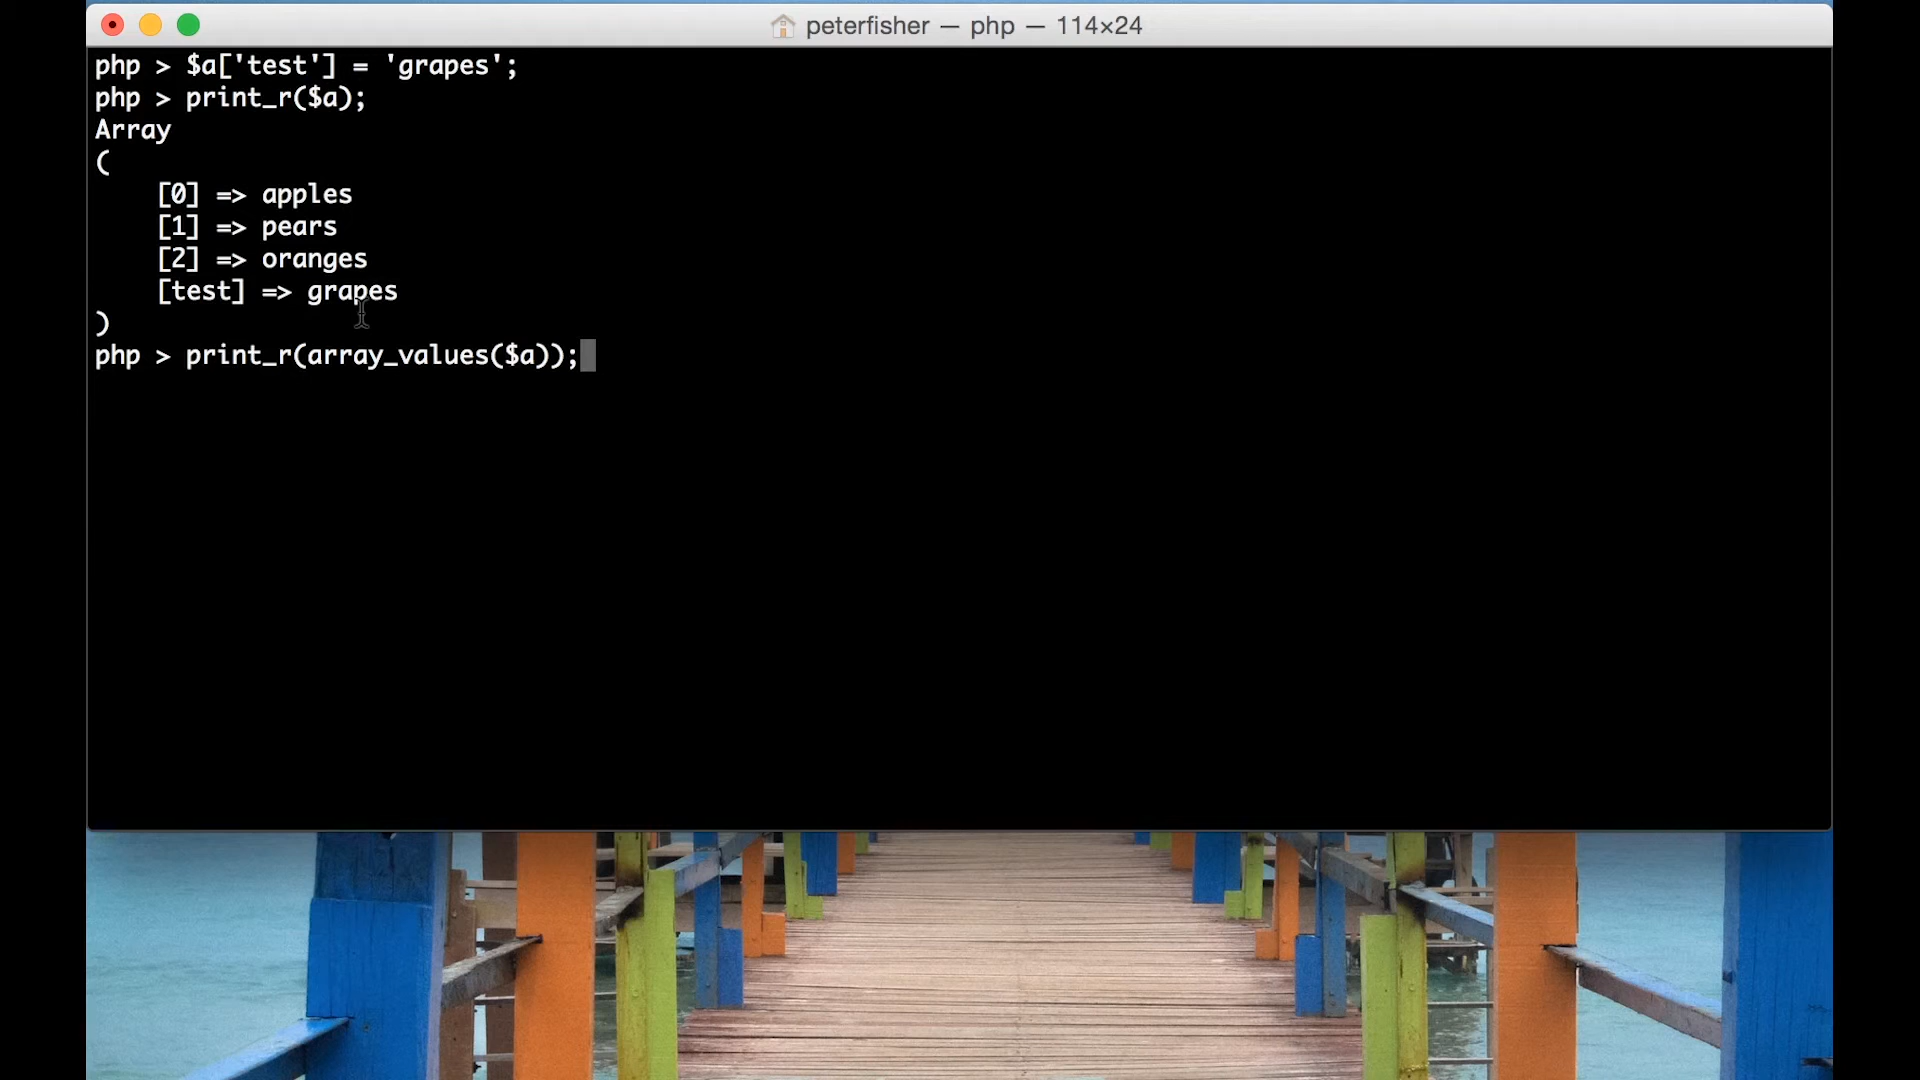 peterfisher — php — 114×24
php > $a['test'] = 'grapes';
php > print_r($a);
Array
(
    [0] => apples
    [1] => pears
    [2] => oranges
    [test] => grapes
)
php > print_r(array_values($a));